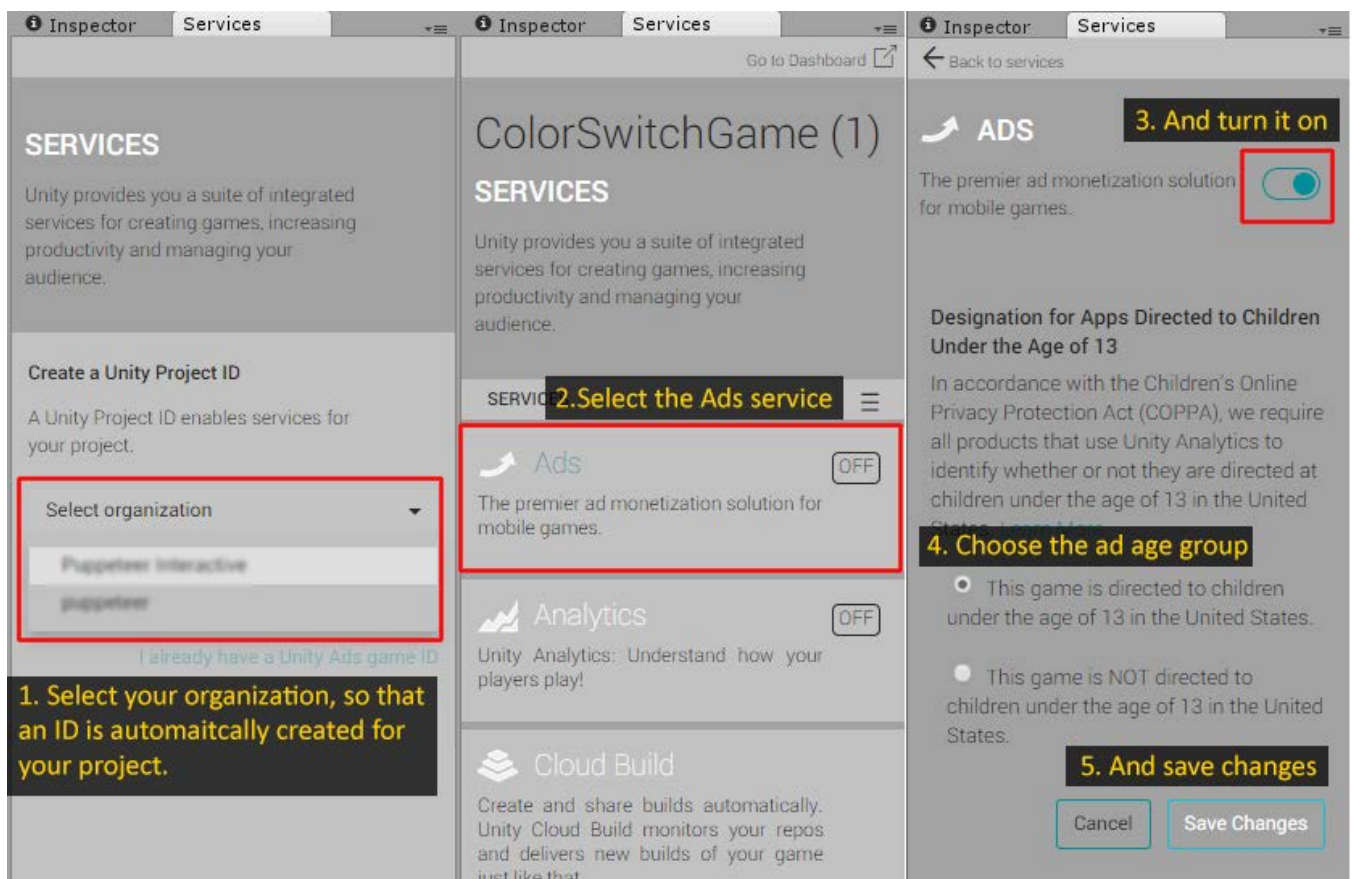 Inspector
Services
SERVICES
Unity provides you a suite of integrated
services for creating games, increasing
productivity and managing your
audience.
Create a Unity Project ID
A Unity Project ID enables services for
your project.
Select organization
Puppeteer Interactive
puppeteer
I already have a Unity Ads game ID
1. Select your organization, so that
an ID is automaitcally created for
your project.
Inspector
Services
Go to Dashboard
ColorSwitchGame (1)
SERVICES
Unity provides you a suite of integrated
services for creating games, increasing
productivity and managing your
audience.
2.Select the Ads service
Ads
OFF
The premier ad monetization solution for
mobile games.
Analytics
OFF
Unity Analytics: Understand how your
players play!
Cloud Build
Create and share builds automatically.
Unity Cloud Build monitors your repos
and delivers new builds of your game
just like that
Inspector
Services
Back to services
3. And turn it on
ADS
The premier ad monetization solution
for mobile games.
Designation for Apps Directed to Children
Under the Age of 13
In accordance with the Children's Online
Privacy Protection Act (COPPA), we require
all products that use Unity Analytics to
identify whether or not they are directed at
children under the age of 13 in the United
4. Choose the ad age group
This game is directed to children
under the age of 13 in the United States.
This game is NOT directed to
children under the age of 13 in the United
States.
5. And save changes
Cancel
Save Changes